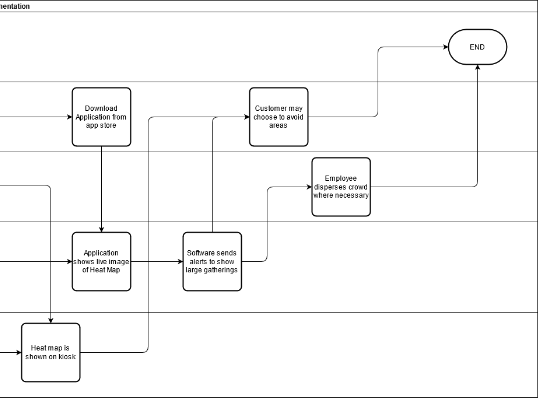 mentation
END
Download
Application from
app store
Customer may
choose to avoid
areas
Employee
disperses crowd
where necessary
Application
shows live image
of Heat Map
Software sends
alerts to show
large gatherings
Heat map is
shown on kiosk